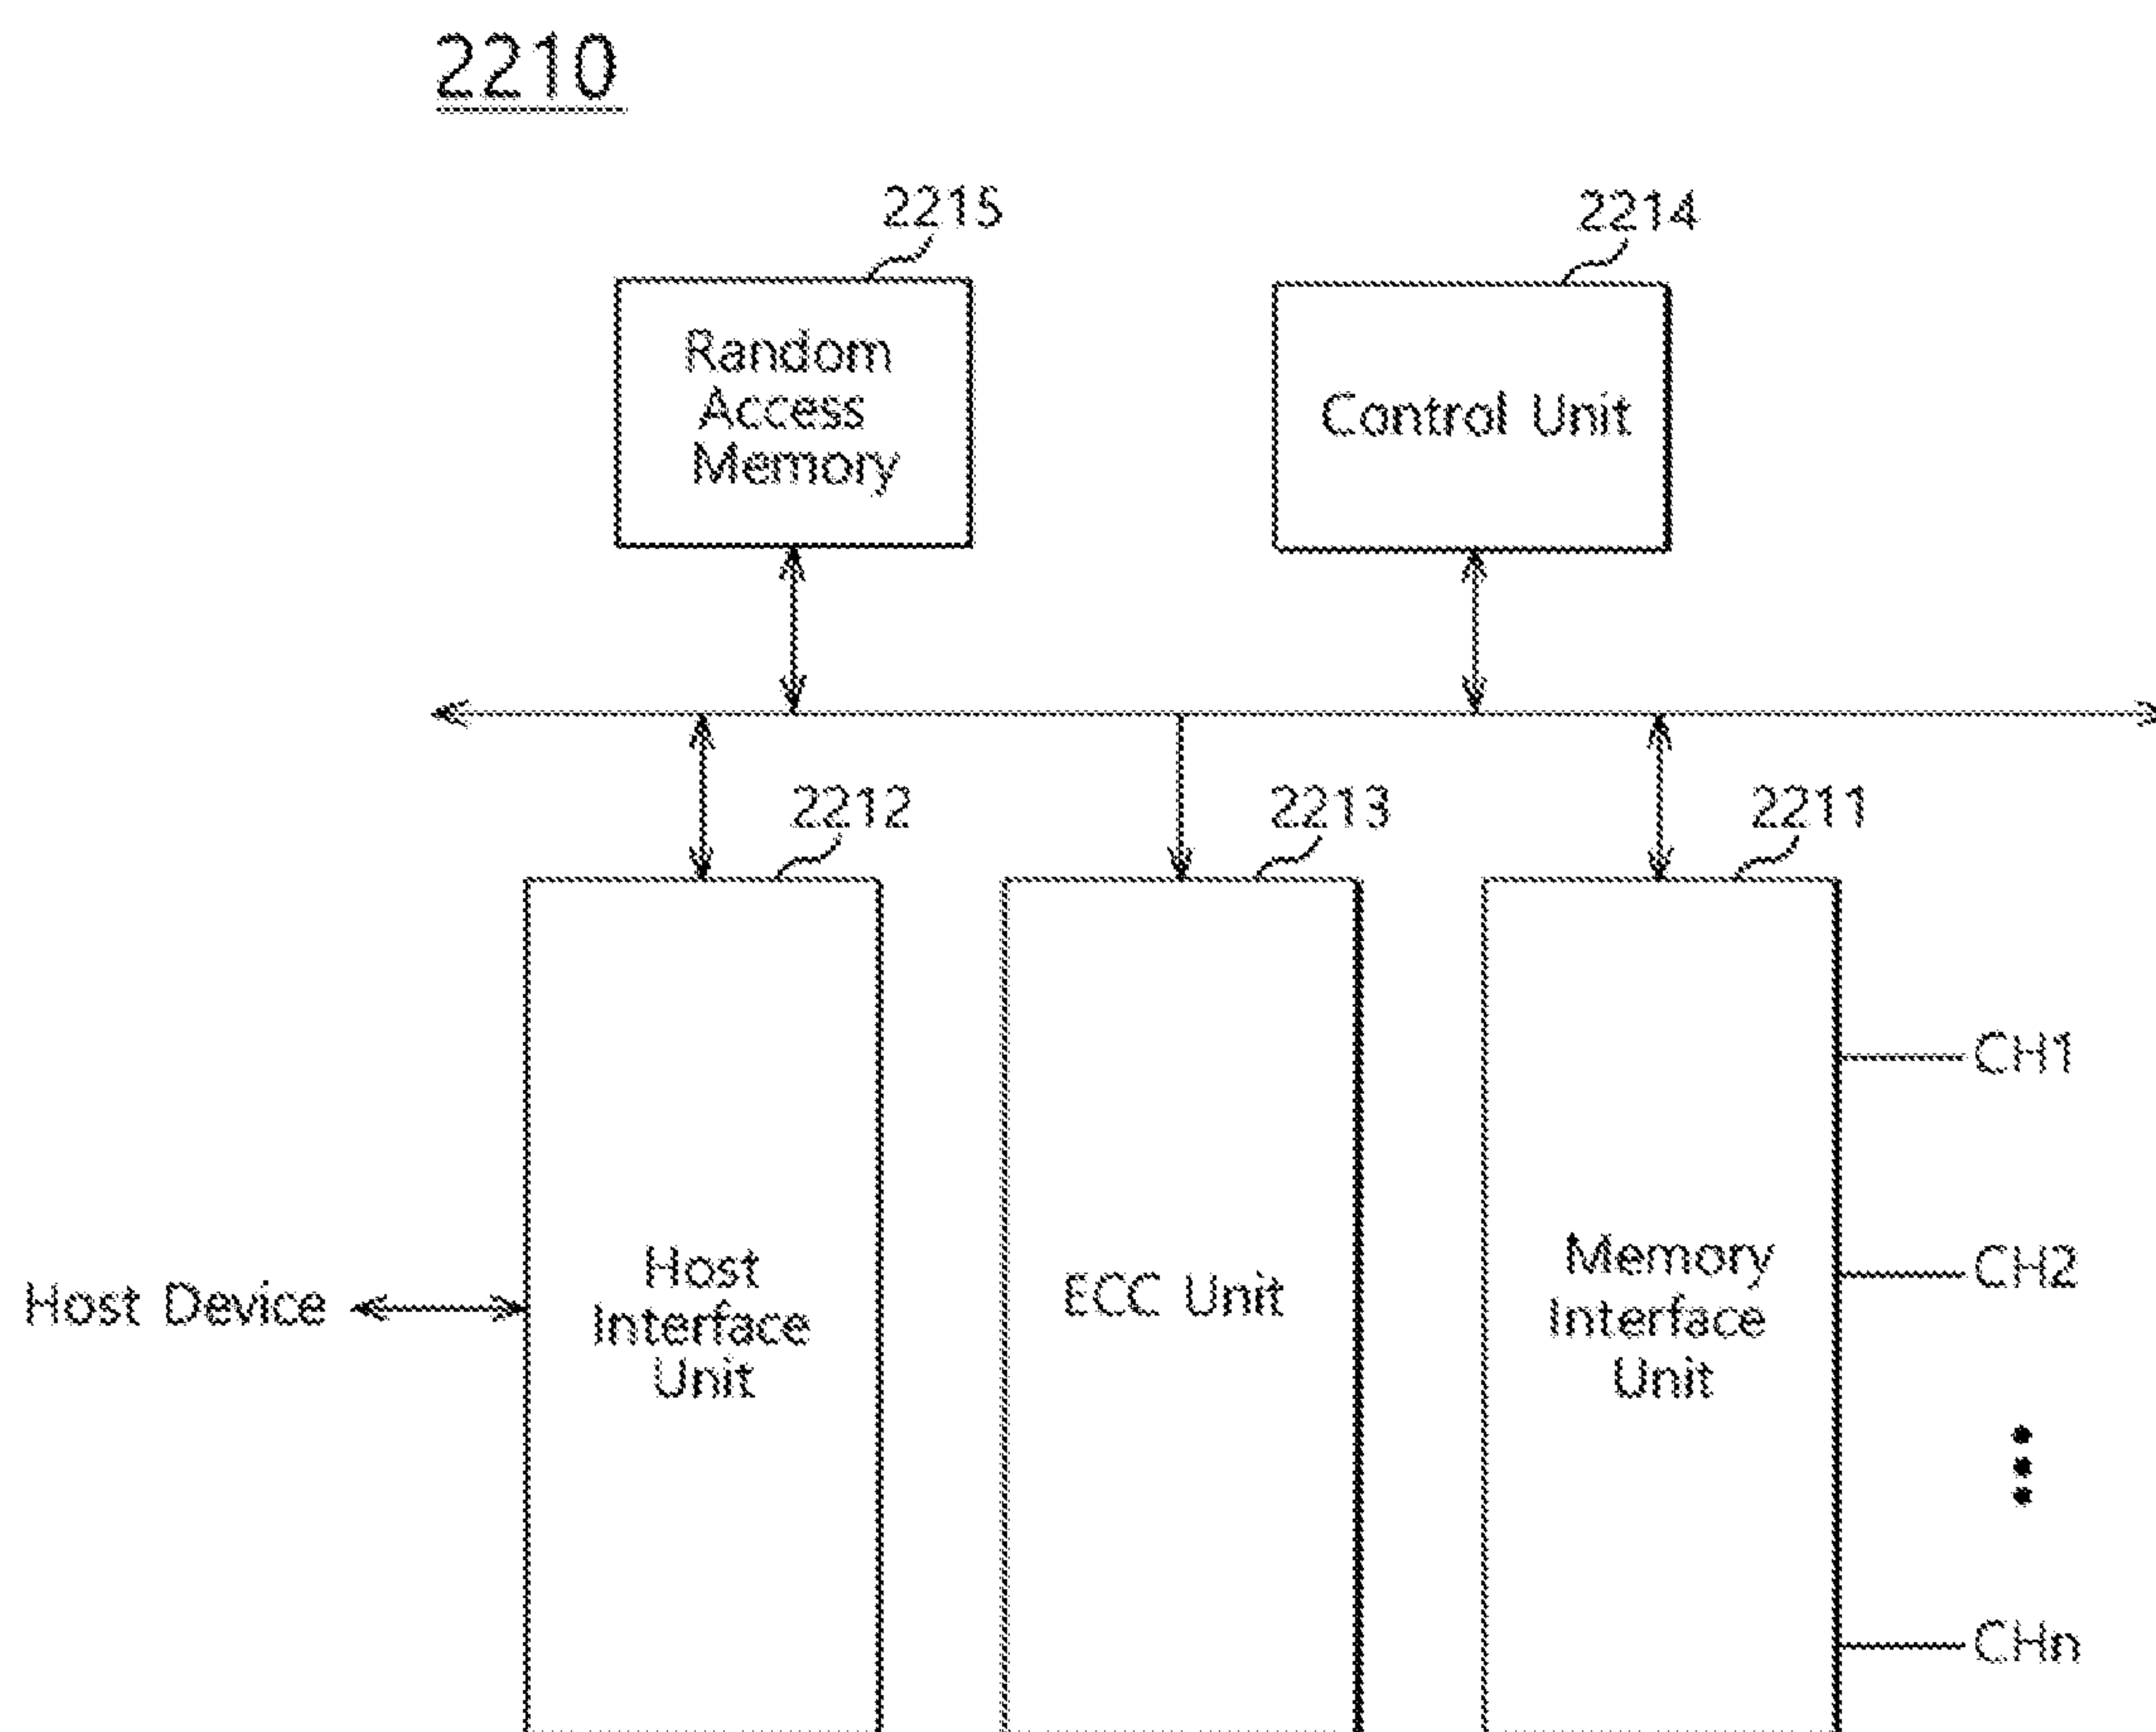 2210
2215
2214
Random
Access
Memory
Control Unit
2212
2213
2211
CH1
Host
Interface
Unit
ECC Unit
Memory
Interface
Unit
CH2
Host Device
CHn